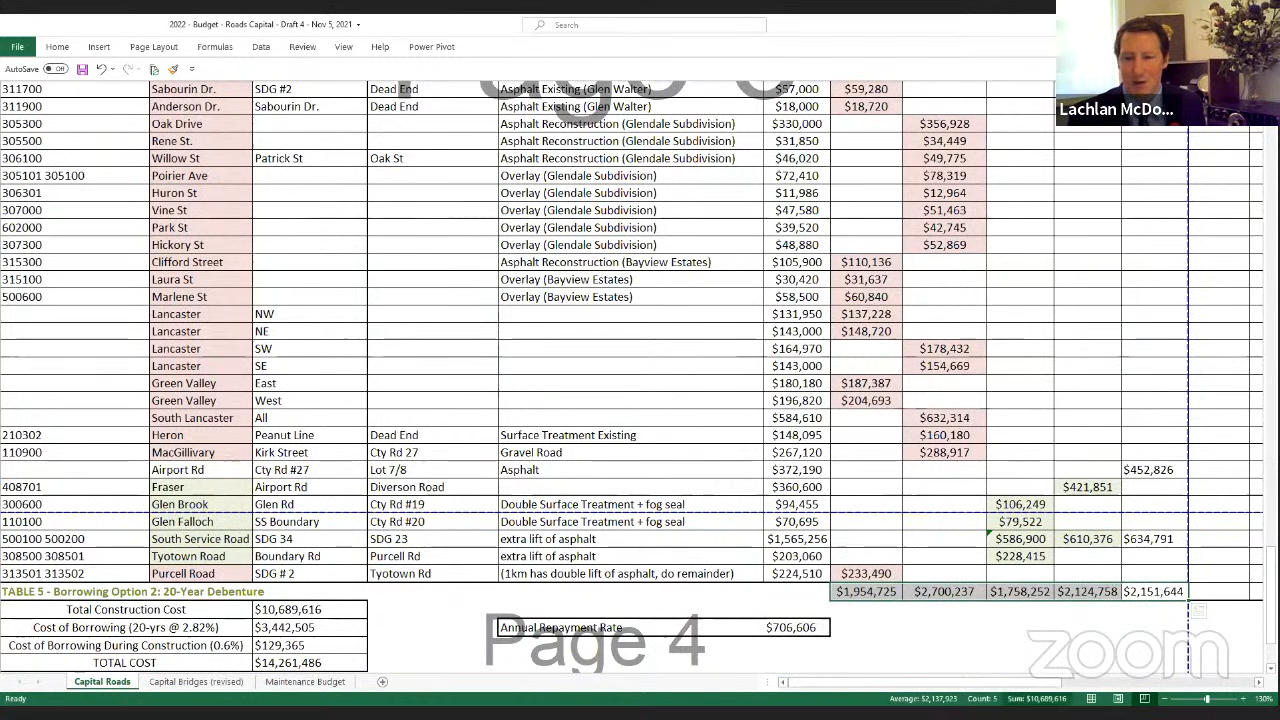 2022 - Budget - Roads Capital - Draft 4 - Nov 5, 2021
Search
File Home Insert Page Layout Formulas Data Review View Help Power Pivot
AutoSave Off
Lachlan McDo...
311700 Sabourin Dr. SDG #2 Dead End Asphalt Existing (Glen Walter) $57,000 $59,280
311900 Anderson Dr. Sabourin Dr. Dead End Asphalt Existing (Glen Walter) $18,000 $18,720
305300 Oak Drive Asphalt Reconstruction (Glendale Subdivision) $330,000 $356,928
305500 Rene St. Asphalt Reconstruction (Glendale Subdivision) $31,850 $34,449
306100 Willow St Patrick St Oak St Asphalt Reconstruction (Glendale Subdivision) $46,020 $49,775
305101 305100 Poirier Ave Overlay (Glendale Subdivision) $72,410 $78,319
306301 Huron St Overlay (Glendale Subdivision) $11,986 $12,964
307000 Vine St Overlay (Glendale Subdivision) $47,580 $51,463
602000 Park St Overlay (Glendale Subdivision) $39,520 $42,745
307300 Hickory St Overlay (Glendale Subdivision) $48,880 $52,869
315300 Clifford Street Asphalt Reconstruction (Bayview Estates) $105,900 $110,136
315100 Laura St Overlay (Bayview Estates) $30,420 $31,637
500600 Marlene St Overlay (Bayview Estates) $58,500 $60,840
Lancaster NW $131,950 $137,228
Lancaster NE $143,000 $148,720
Lancaster SW $164,970 $178,432
Lancaster SE $143,000 $154,669
Green Valley East $180,180 $187,387
Green Valley West $196,820 $204,693
South Lancaster All $584,610 $632,314
210302 Heron Peanut Line Dead End Surface Treatment Existing $148,095 $160,180
110900 MacGillivary Kirk Street Cty Rd 27 Gravel Road $267,120 $288,917
Airport Rd Cty Rd #27 Lot 7/8 Asphalt $372,190 $452,826
408701 Fraser Airport Rd Diverson Road $360,600 $421,851
300600 Glen Brook Glen Rd Cty Rd #19 Double Surface Treatment + fog seal $94,455 $106,249
110100 Glen Falloch SS Boundary Cty Rd #20 Double Surface Treatment + fog seal $70,695 $79,522
500100 500200 South Service Road SDG 34 SDG 23 extra lift of asphalt $1,565,256 $586,900 $610,376 $634,791
308500 308501 Tyotown Road Boundary Rd Purcell Rd extra lift of asphalt $203,060 $228,415
313501 313502 Purcell Road SDG # 2 Tyotown Rd (1km has double lift of asphalt, do remainder) $224,510 $233,490
TABLE 5 - Borrowing Option 2: 20-Year Debenture $1,954,725 $2,700,237 $1,758,252 $2,124,758 $2,151,644
Total Construction Cost $10,689,616
Cost of Borrowing (20-yrs @ 2.82%) $3,442,505 Annual Repayment Rate $706,606
Cost of Borrowing During Construction (0.6%) $129,365
TOTAL COST $14,261,486
Page 4
zoom
Capital Roads Capital Bridges (revised) Maintenance Budget
Ready Average: $2,137,923 Count: 5 Sum: $10,689,616 130%